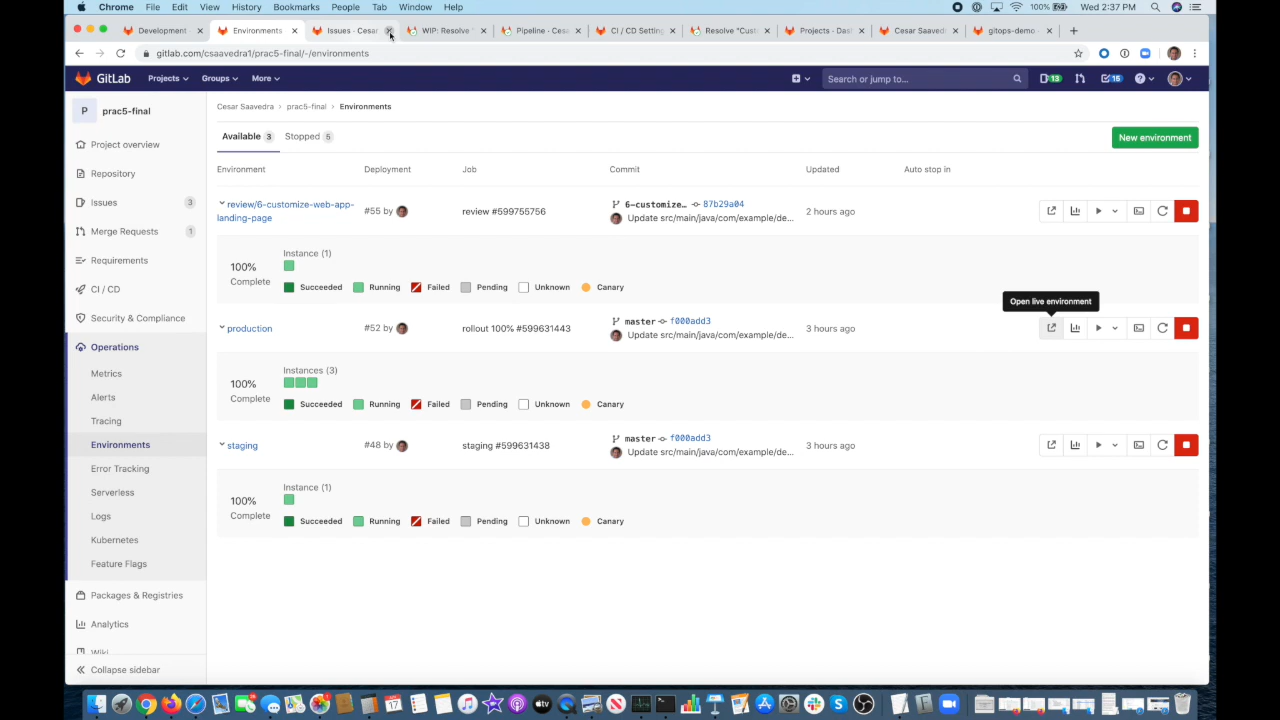 Chrome File Edit View History Bookmarks People Tab Window Help 100% Wed 2:37 PM
Development Environments Issues · Cesar WIP: Resolve " Pipeline · Cesa CI / CD Setting Resolve "Cust Projects · Das Cesar Saaved gitops-demo
gitlab.com/csaavedra1/prac5-final/-/environments
GitLab Projects Groups More Search or jump to... 13 16
P prac5-final
Cesar Saavedra › prac5-final › Environments
Project overview
Repository
Issues 3
Merge Requests 1
Requirements
CI / CD
Security & Compliance
Operations
Metrics
Alerts
Tracing
Environments
Error Tracking
Serverless
Logs
Kubernetes
Feature Flags
Packages & Registries
Analytics
Wiki
Collapse sidebar
Available 3 Stopped 5 New environment
Environment Deployment Job Commit Updated Auto stop in
review/6-customize-web-app-landing-page #55 by review #599755756 6-customize… 87b29a04 2 hours ago
Update src/main/java/com/example/de...
Instance (1)
100%
Complete
Succeeded Running Failed Pending Unknown Canary
Open live environment
production #52 by rollout 100% #599631443 master f000add3 3 hours ago
Update src/main/java/com/example/de...
Instances (3)
100%
Complete
Succeeded Running Failed Pending Unknown Canary
staging #48 by staging #599631438 master f000add3 3 hours ago
Update src/main/java/com/example/de...
Instance (1)
100%
Complete
Succeeded Running Failed Pending Unknown Canary